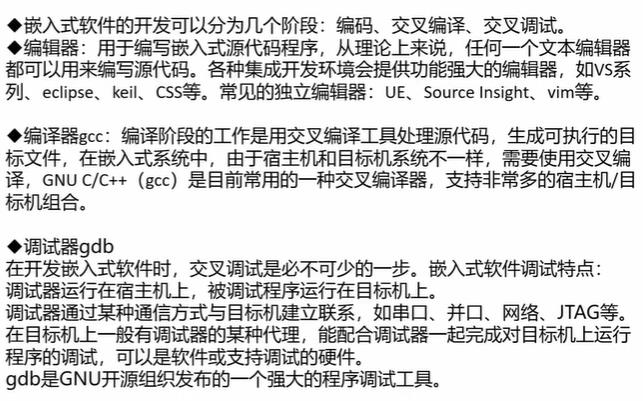 ◆嵌入式软件的开发可以分为几个阶段：编码、交叉编译、交叉调试。
◆编辑器：用于编写嵌入式源代码程序，从理论上来说，任何一个文本编辑器
都可以用来编写源代码。各种集成开发环境会提供功能强大的编辑器，如VS系
列、eclipse、keil、CSS等。常见的独立编辑器：UE、Source Insight、vim等。
◆编译器gcc：编译阶段的工作是用交叉编译工具处理源代码，生成可执行的目
标文件，在嵌入式系统中，由于宿主机和目标机系统不一样，需要使用交叉编
译，GNU C/C++（gcc）是目前常用的一种交叉编译器，支持非常多的宿主机/目
标机组合。
◆调试器gdb
在开发嵌入式软件时，交叉调试是必不可少的一步。嵌入式软件调试特点：
调试器运行在宿主机上，被调试程序运行在目标机上。
调试器通过某种通信方式与目标机建立联系，如串口、并口、网络、JTAG等。
在目标机上一般有调试器的某种代理，能配合调试器一起完成对目标机上运行
程序的调试，可以是软件或支持调试的硬件。
gdb是GNU开源组织发布的一个强大的程序调试工具。